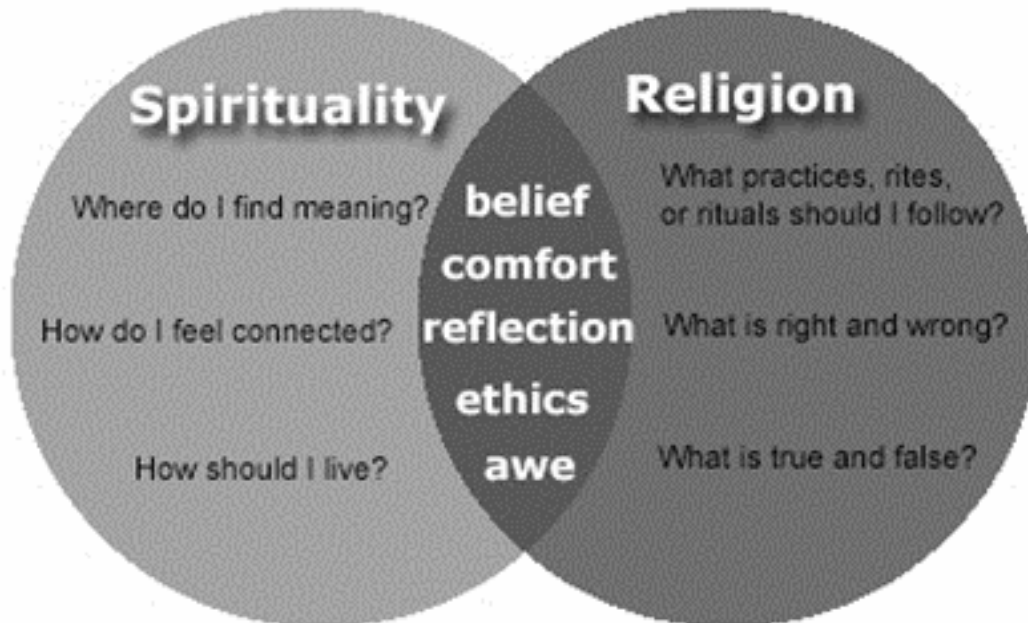 Spirituality
Where do I find meaning?
How do I feel connected?
How should I live?
belief
comfort
reflection
ethics
awe
Religion
What practices, rites,
or rituals should I follow?
What is right and wrong?
What is true and false?